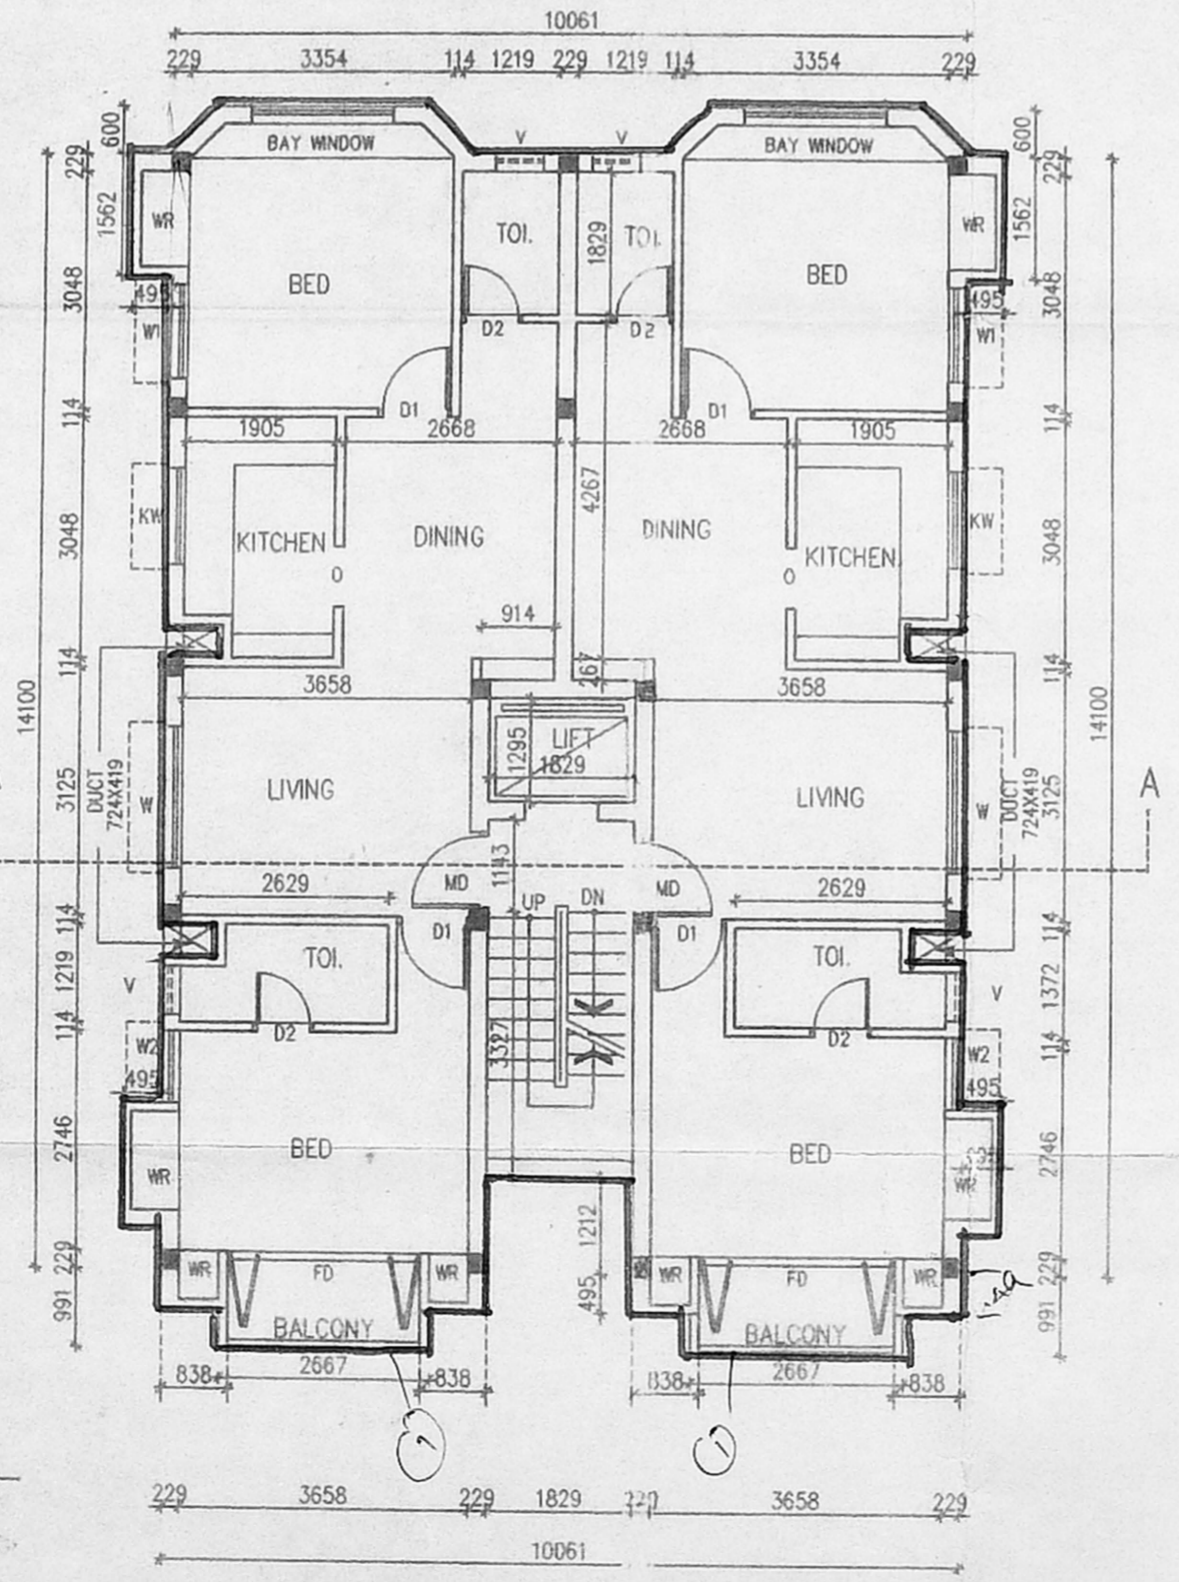 10061
229 3354 114 1219 229 1219 114 3354 229
600 600
V V
BAY WINDOW BAY WINDOW
229 229
1562 1562
WR TOI. 1829 TOI. WR
BED BED
3048 3048
495 495
W1 D2 D2 W1
114 D1 D1 114
1905 2668 2668 1905
4267
KW KW
3048 KITCHEN DINING DINING KITCHEN 3048
O O
914
114 267 114
3658 3658
14100 14100
LIFT
1295 1829
LIVING LIVING
3125 3125
DUCT 724X419 DUCT 724X419
W W
A
1143
2629 MD MD 2629
UP DN
114 D1 D1 114
TOI. TOI.
1219 1372
V V
114 D2 D2 114
W2 3327 W2
495 495
2746 BED BED 2746
WR WR
1212
229 WR FD WR WR FD WR 229
495
991 BALCONY BALCONY 991
838 2667 838 838 2667 838
1
229 3658 229 1829 3658 229
10061